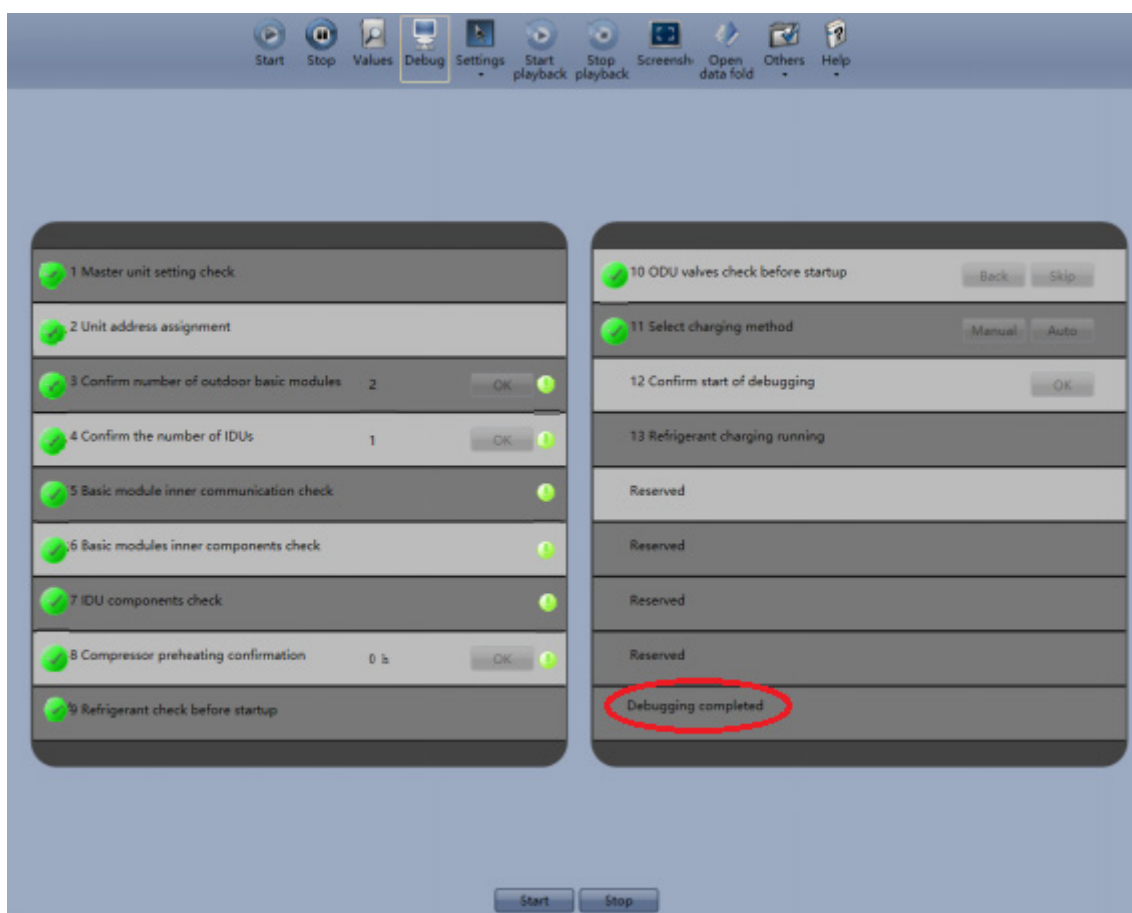 Start Stop Values Debug Settings Start playback Stop playback Screensh Open data fold Others Help
1 Master unit setting check
2 Unit address assignment
3 Confirm number of outdoor basic modules 2 OK
4 Confirm the number of IDUs 1 OK
5 Basic module inner communication check
6 Basic modules inner components check
7 IDU components check
8 Compressor preheating confirmation 0 h OK
9 Refrigerant check before startup
10 ODU valves check before startup Back Skip
11 Select charging method Manual Auto
12 Confirm start of debugging OK
13 Refrigerant charging running
Reserved
Reserved
Reserved
Reserved
Debugging completed
Start Stop